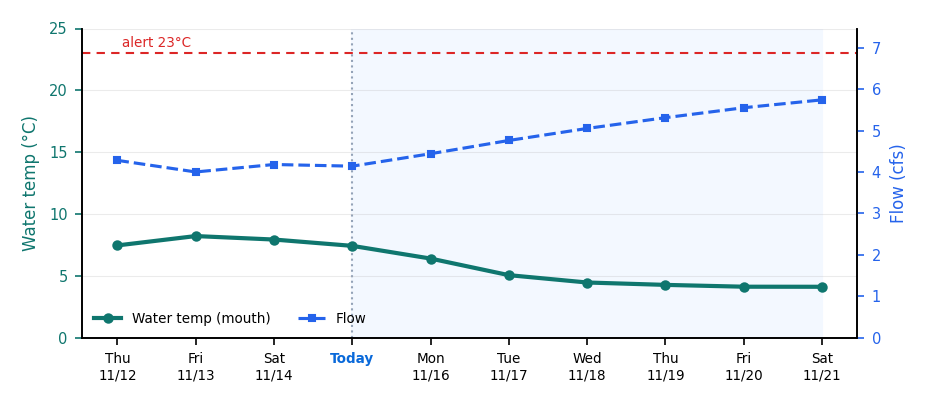 25
20
15
10
5
0
Water temp (°C)
alert 23°C
7
6
5
4
3
2
1
0
Flow (cfs)
Water temp (mouth)
Flow
Thu
11/12
Fri
11/13
Sat
11/14
Today
Mon
11/16
Tue
11/17
Wed
11/18
Thu
11/19
Fri
11/20
Sat
11/21